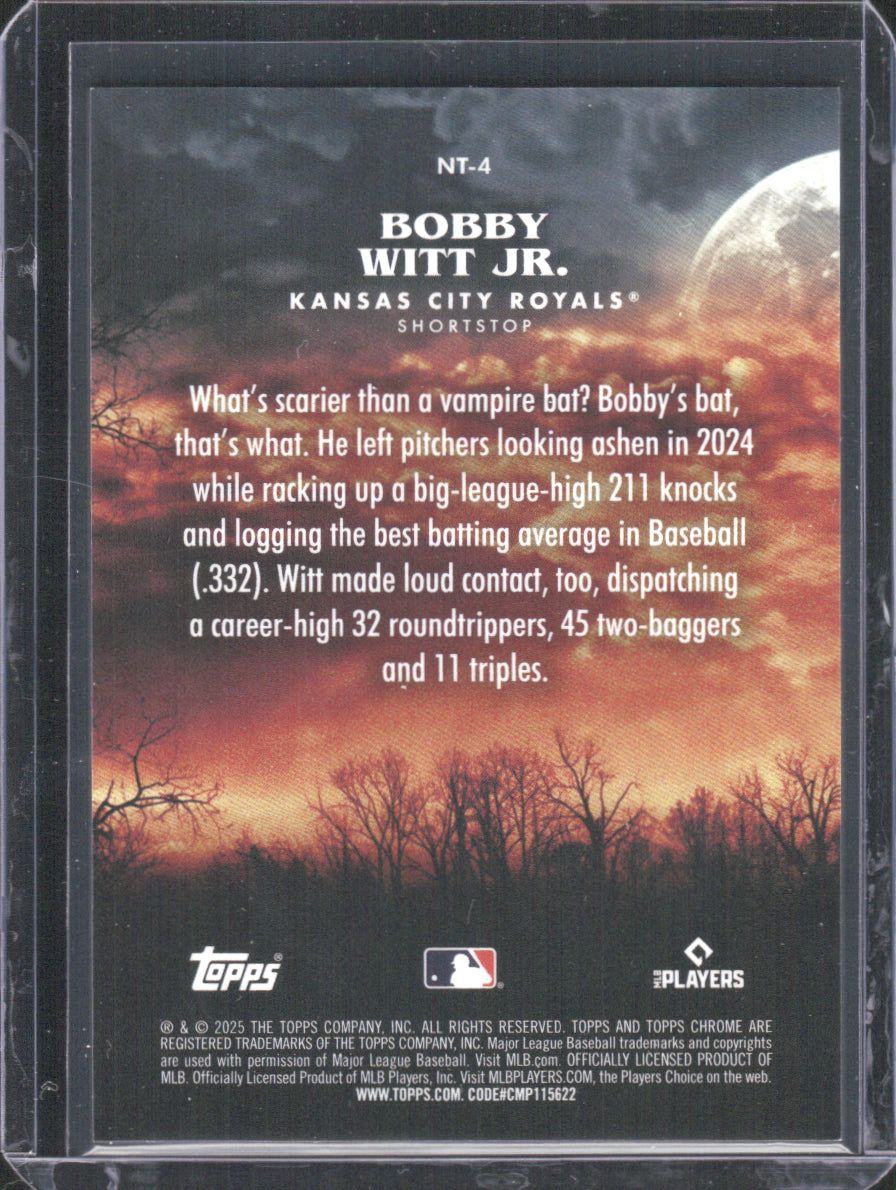 NT-4
BOBBY
WITT JR.
KANSAS CITY ROYALS®
SHORTSTOP
What's scarier than a vampire bat? Bobby's bat,
that's what. He left pitchers looking ashen in 2024
while racking up a big-league-high 211 knocks
and logging the best batting average in Baseball
(.332). Witt made loud contact, too, dispatching
a career-high 32 roundtrippers, 45 two-baggers
and 11 triples.
topps® ® MLB PLAYERS
® & © 2025 THE TOPPS COMPANY, INC. ALL RIGHTS RESERVED. TOPPS AND TOPPS CHROME ARE
REGISTERED TRADEMARKS OF THE TOPPS COMPANY, INC. Major League Baseball trademarks and copyrights
are used with permission of Major League Baseball. Visit MLB.com. OFFICIALLY LICENSED PRODUCT OF
MLB. Officially Licensed Product of MLB Players, Inc. Visit MLBPLAYERS.COM, the Players Choice on the web.
WWW.TOPPS.COM. CODE#CMP115622